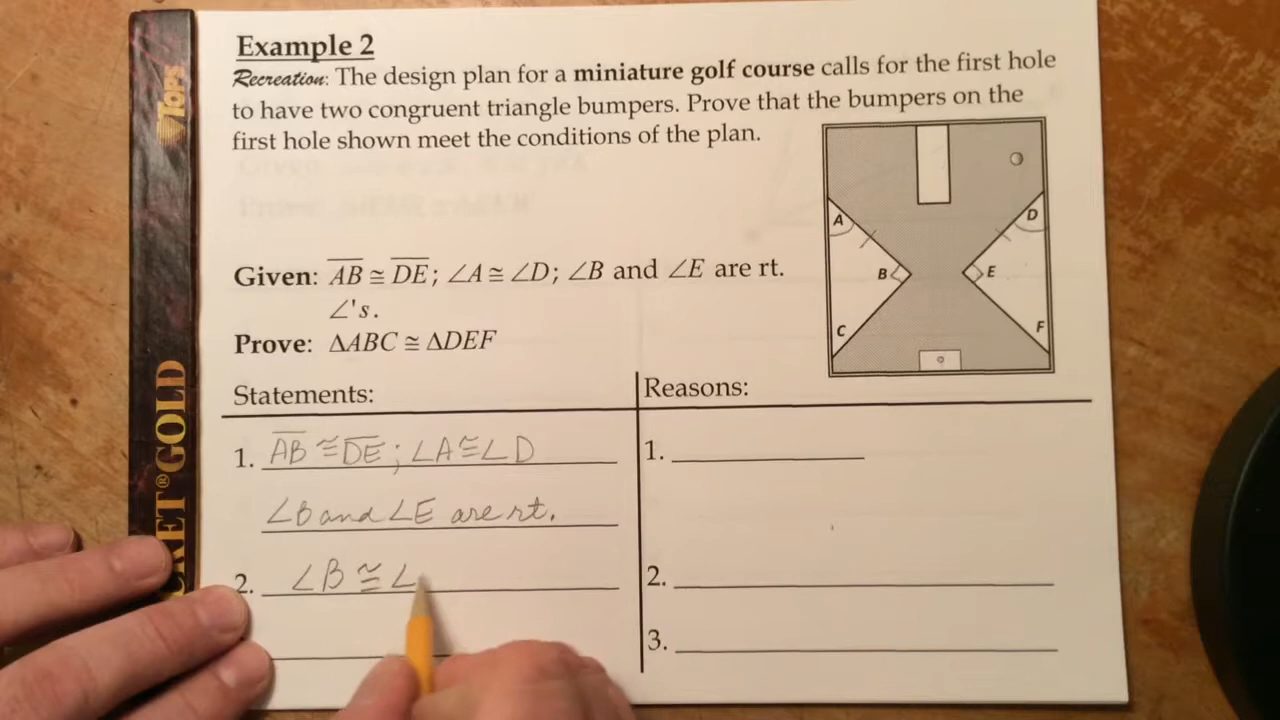 Example 2
Recreation: The design plan for a miniature golf course calls for the first hole
to have two congruent triangle bumpers. Prove that the bumpers on the
first hole shown meet the conditions of the plan.
A
D
B
E
C
F
Given: AB ≅ DE; ∠A ≅ ∠D; ∠B and ∠E are rt.
∠'s.
Prove: ΔABC ≅ ΔDEF
Statements:
Reasons:
1. AB ≅ DE; ∠A ≅ ∠D
1.
∠B and ∠E are rt.
2. ∠B ≅ ∠
2.
3.
TOPS
KET® GOLD